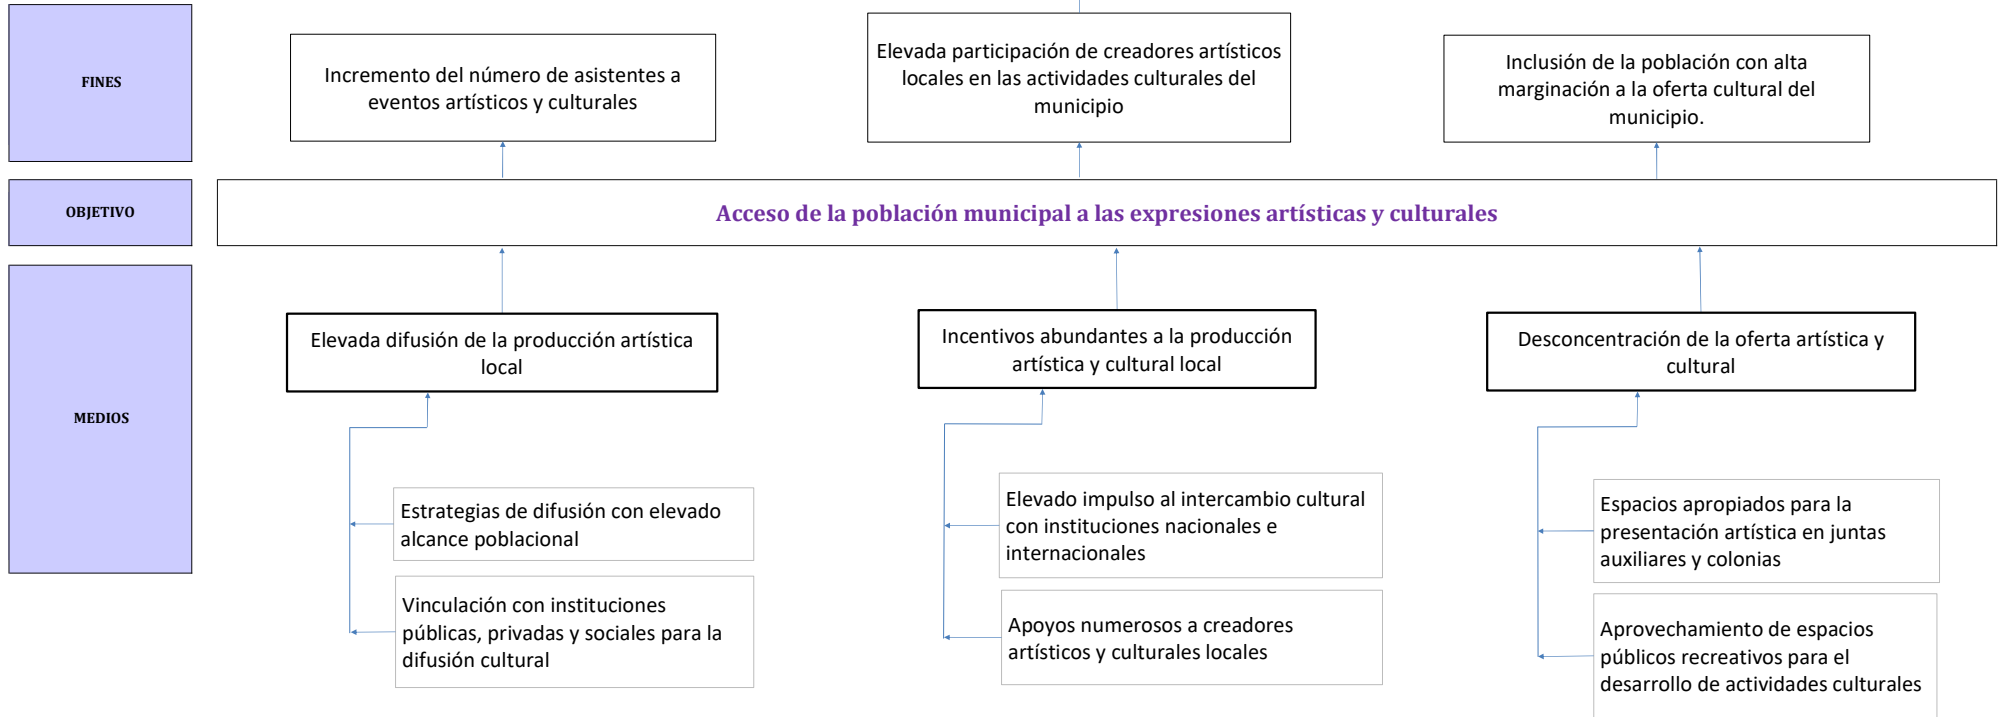 FINES
Incremento del número de asistentes a
eventos artísticos y culturales
Elevada participación de creadores artísticos
locales en las actividades culturales del
municipio
Inclusión de la población con alta
marginación a la oferta cultural del
municipio.
OBJETIVO
Acceso de la población municipal a las expresiones artísticas y culturales
MEDIOS
Elevada difusión de la producción artística
local
Incentivos abundantes a la producción
artística y cultural local
Desconcentración de la oferta artística y
cultural
Estrategias de difusión con elevado
alcance poblacional
Vinculación con instituciones
públicas, privadas y sociales para la
difusión cultural
Elevado impulso al intercambio cultural
con instituciones nacionales e
internacionales
Apoyos numerosos a creadores
artísticos y culturales locales
Espacios apropiados para la
presentación artística en juntas
auxiliares y colonias
Aprovechamiento de espacios
públicos recreativos para el
desarrollo de actividades culturales